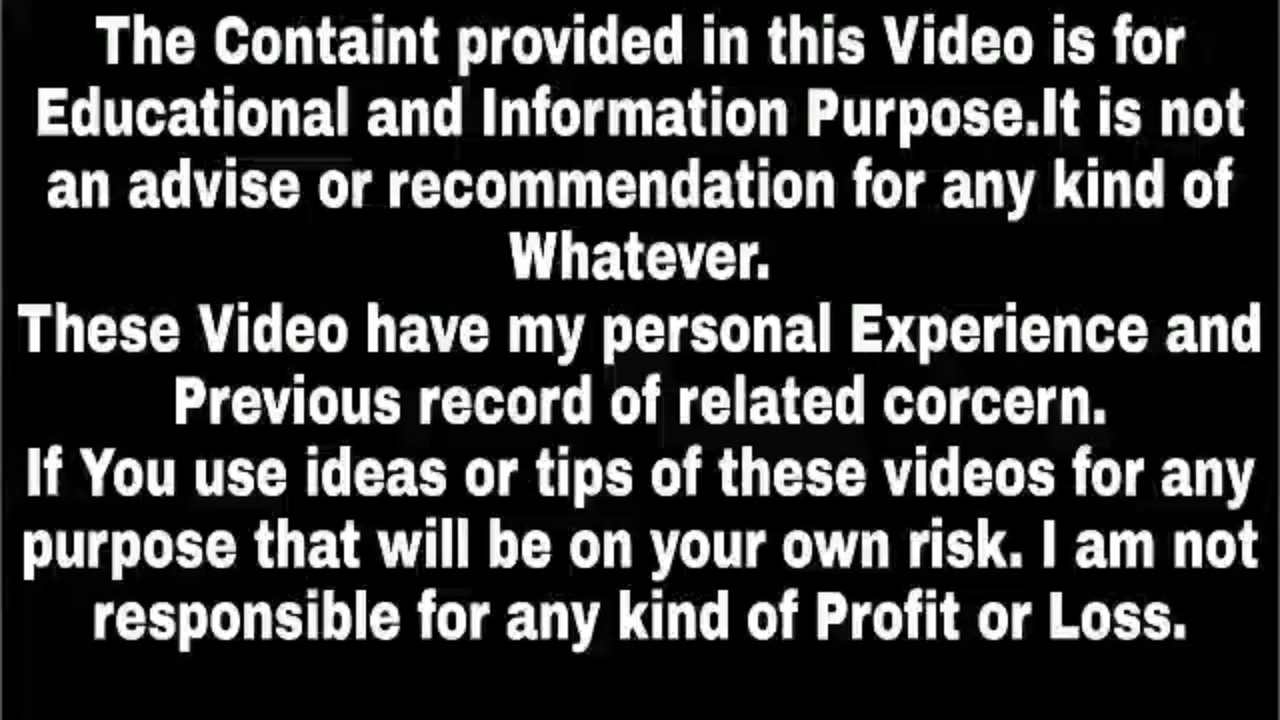 The Containt provided in this Video is for
Educational and Information Purpose.It is not
an advise or recommendation for any kind of
Whatever.
These Video have my personal Experience and
Previous record of related corcern.
If You use ideas or tips of these videos for any
purpose that will be on your own risk. I am not
responsible for any kind of Profit or Loss.